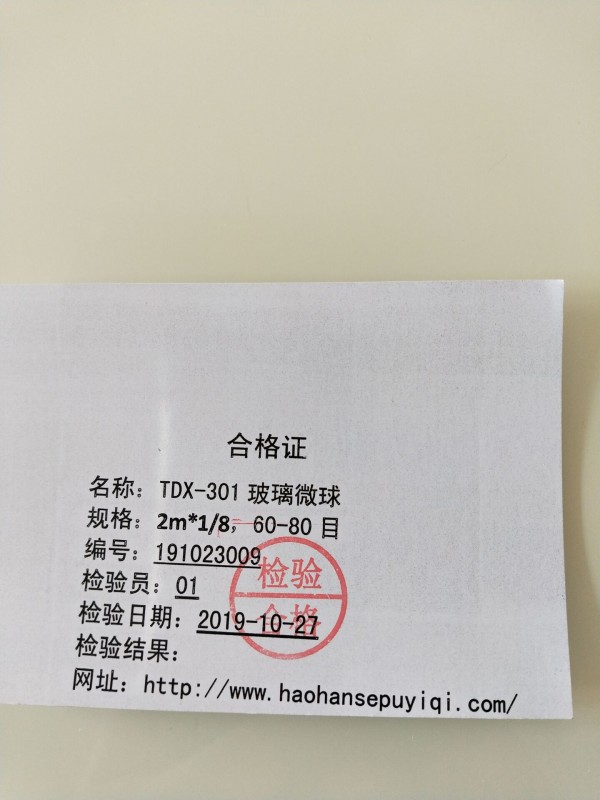 合格证
名称：TDX-301 玻璃微球
规格：2m*1/8，60-80 目
编号：191023009
检验员：01
检验日期：2019-10-27
检验结果：
网址：http://www.haohansepuyiqi.com/
检验
合格